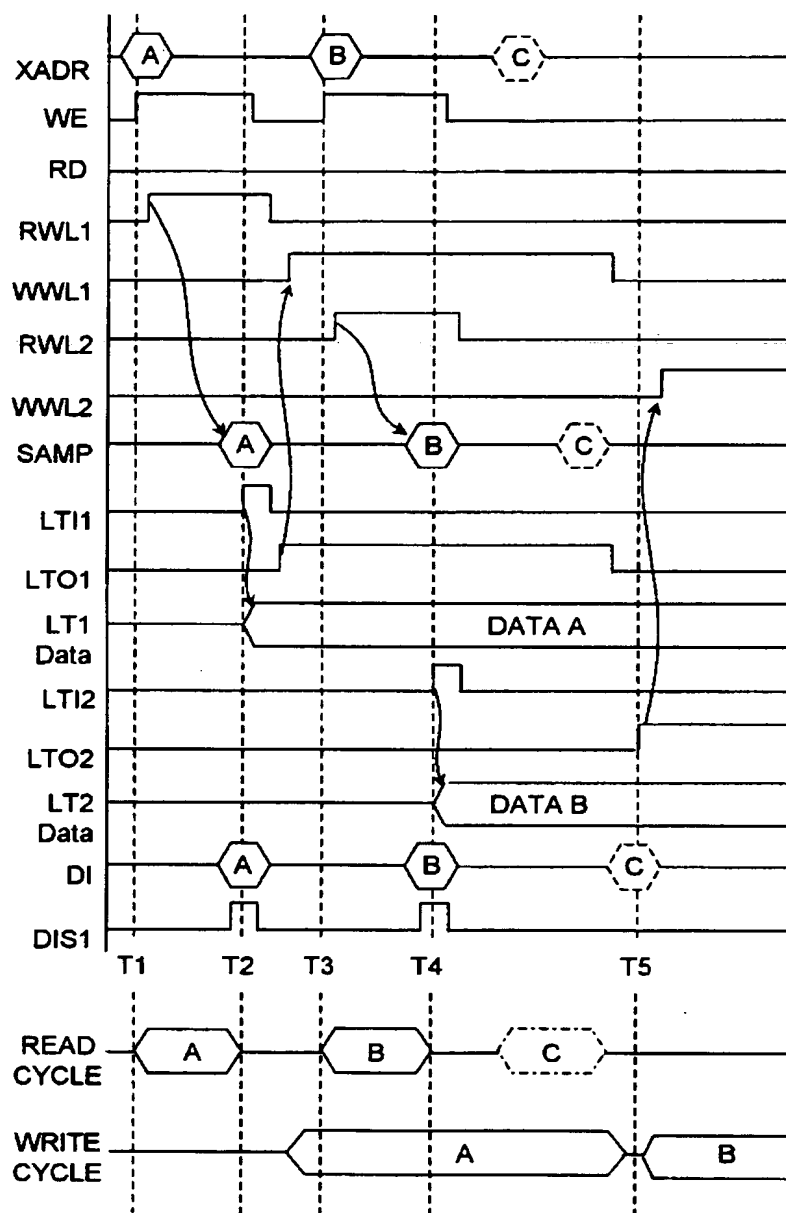 XADR A B C
WE
RD
RWL1
WWL1
RWL2
WWL2
SAMP A B C
LTI1
LTO1
LT1 Data DATA A
LTI2
LTO2
LT2 Data DATA B
DI A B C
DIS1
T1 T2 T3 T4 T5
READ CYCLE A B C
WRITE CYCLE A B